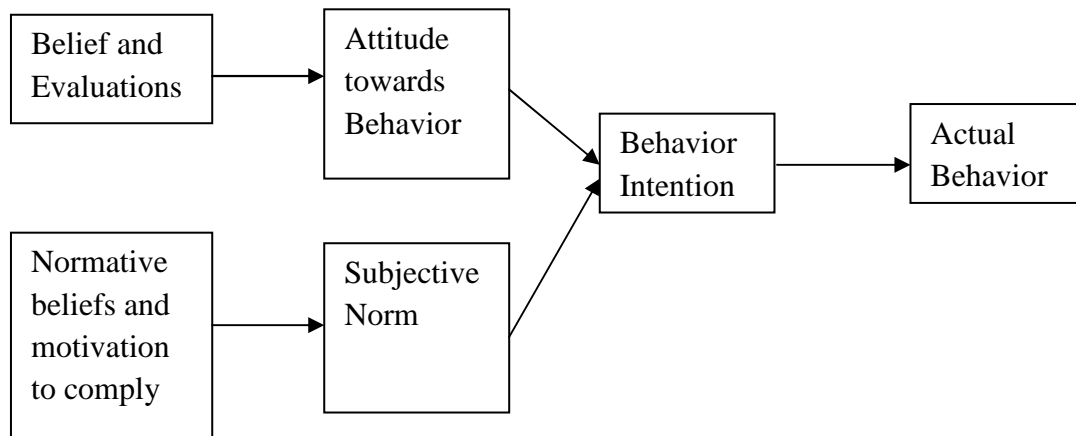 Belief and
Evaluations
Attitude
towards
Behavior
Behavior
Intention
Actual
Behavior
Normative
beliefs and
motivation
to comply
Subjective
Norm